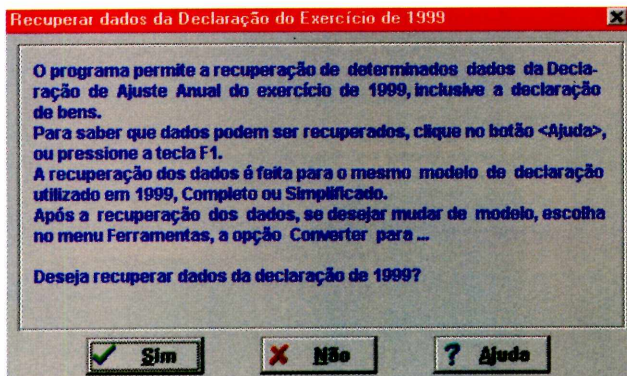 Recuperar dados da Declaração do Exercício de 1999
O programa permite a recuperação de determinados dados da Decla-
ração de Ajuste Anual do exercício de 1999, inclusive a declaração
de bens.
Para saber que dados podem ser recuperados, clique no botão <Ajuda>,
ou pressione a tecla F1.
A recuperação dos dados é feita para o mesmo modelo de declaração
utilizado em 1999, Completo ou Simplificado.
Após a recuperação dos dados, se desejar mudar de modelo, escolha
no menu Ferramentas, a opção Converter para ...
Deseja recuperar dados da declaração de 1999?
Sim Não ? Ajuda